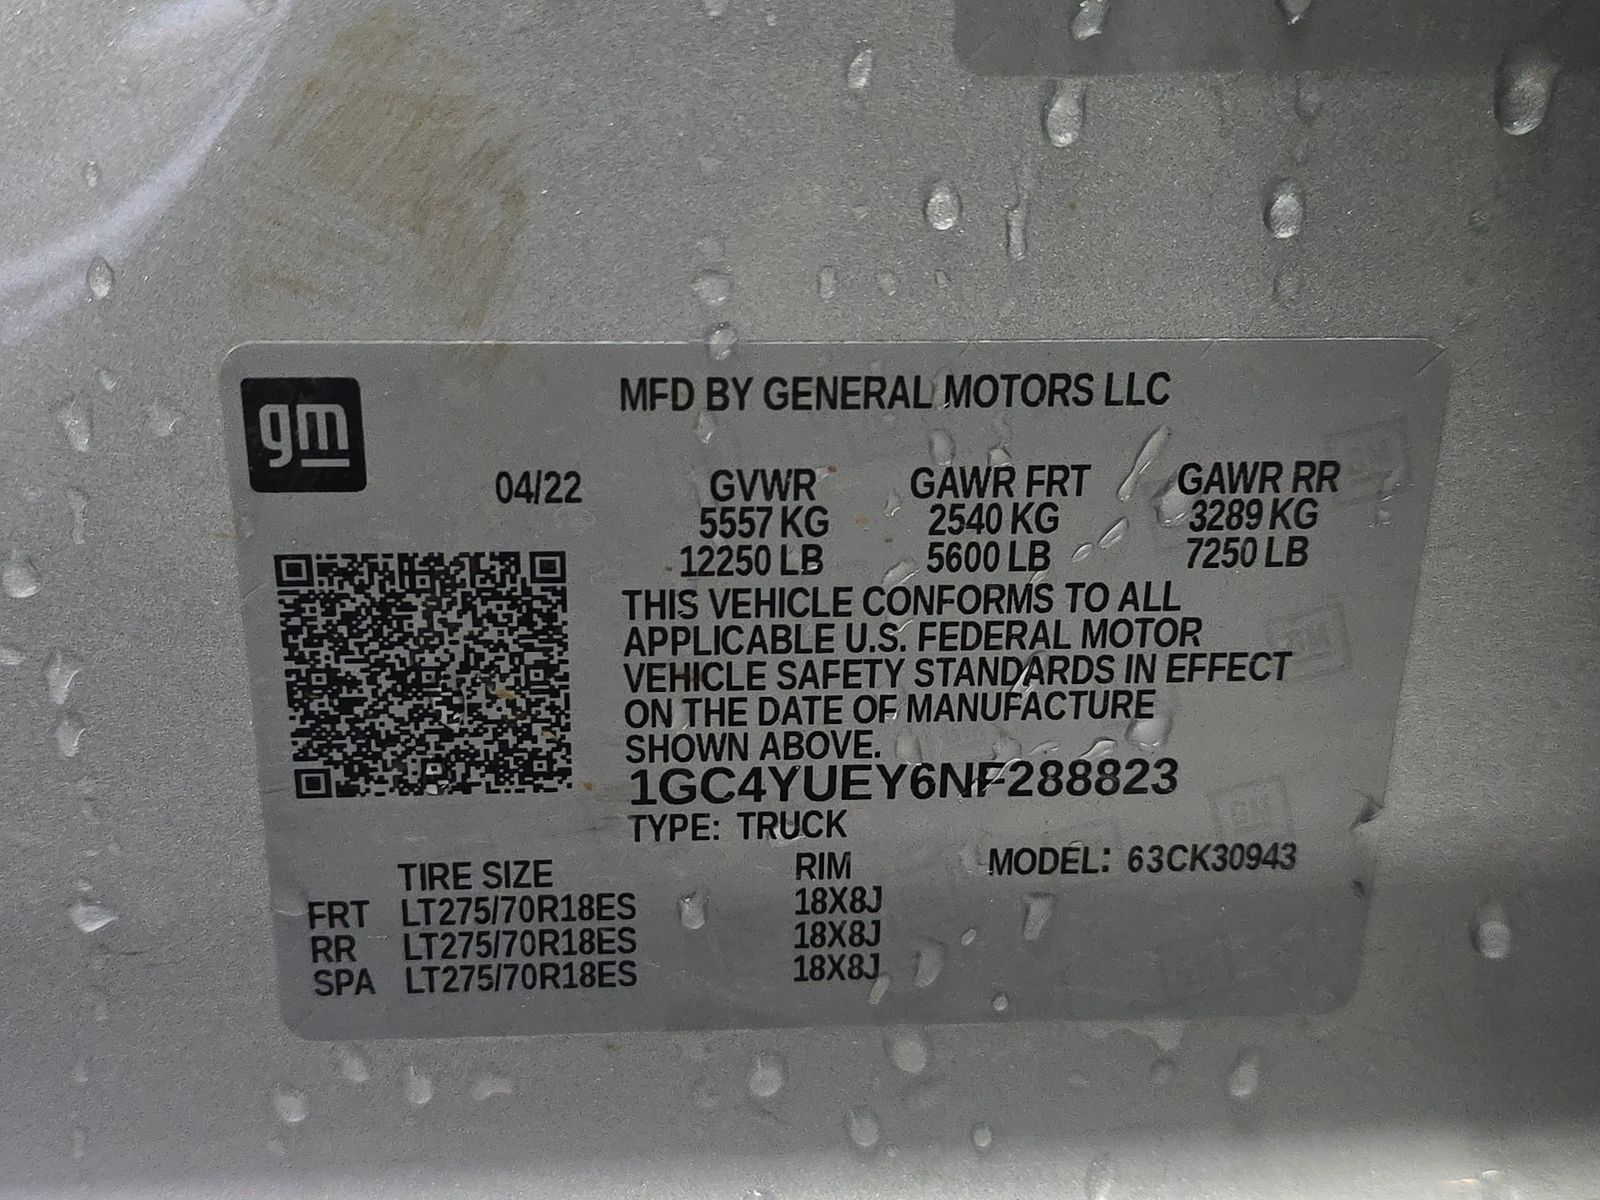 gm
MFD BY GENERAL MOTORS LLC
04/22 GVWR GAWR FRT GAWR RR
5557 KG 2540 KG 3289 KG
12250 LB 5600 LB 7250 LB
THIS VEHICLE CONFORMS TO ALL
APPLICABLE U.S. FEDERAL MOTOR
VEHICLE SAFETY STANDARDS IN EFFECT
ON THE DATE OF MANUFACTURE
SHOWN ABOVE.
1GC4YUEY6NF288823
TYPE: TRUCK
TIRE SIZE RIM MODEL: 63CK30943
FRT LT275/70R18ES 18X8J
RR LT275/70R18ES 18X8J
SPA LT275/70R18ES 18X8J